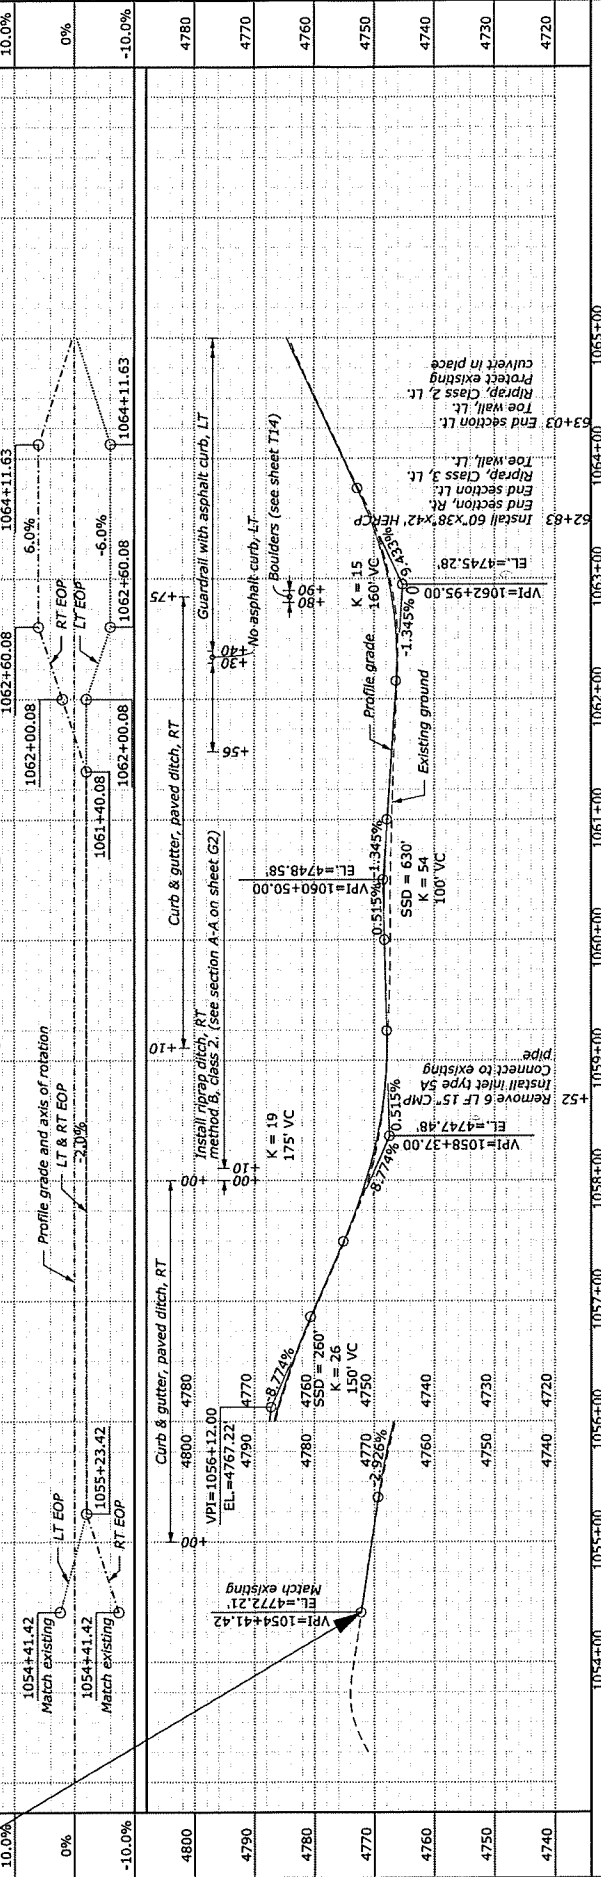 10.0%
0%
-10.0%
1054+41.42
Match existing
1054+41.42
Match existing
LT EOP
RT EOP
1055+23.42
Profile grade and axis of rotation
LT & RT EOP
-2.0%
1061+40.08
1062+00.08
1062+00.08
1062+60.08
1062+60.08
RT EOP
LT EOP
6.0%
-6.0%
1064+11.63
1064+11.63
10.0%
0%
-10.0%
4800
4790
4780
4770
4760
4750
4740
+00
Curb & gutter, paved ditch, RT
+00
+00
+10
Install riprap ditch, RT
method B, class 2, (see section A-A on sheet G2)
+10
Curb & gutter, paved ditch, RT
+75
+56
+30
+40
Guardrail with asphalt curb, LT
No asphalt curb, LT
+80
+90
Boulders (see sheet T14)
VPI=1054+41.42
EL.=4772.21'
Match existing
-2.926%
4800
4790
4780
4770
4760
4750
4740
4780
4770
4760
4750
4740
4730
4720
VPI=1056+12.00
EL.=4767.22'
-8.774%
SSD = 260'
K = 26
150' VC
K = 19
175' VC
-8.774%
0.515%
VPI=1058+37.00
EL.=4747.48'
+52
Remove 6 LF 15" CMP
Install inlet type 5A
Connect to existing
pipe
VPI=1060+50.00
EL.=4748.58'
0.515%
-1.345%
SSD = 630'
K = 54
100' VC
Profile grade
Existing ground
K = 15
160' VC
-1.345%
9.433%
VPI=1062+95.00
EL.=4745.28'
62+83
Install 60"x38"x42' HERCP
End section, Rt.
End section Lt.
Riprap, Class 3, Lt.
Toe wall, Lt.
63+03
End section Lt.
Toe wall, Lt.
Riprap, Class 2, Lt.
Protect existing
culvert in place
4780
4770
4760
4750
4740
4730
4720
1054+00
1055+00
1056+00
1057+00
1058+00
1059+00
1060+00
1061+00
1062+00
1063+00
1064+00
1065+00